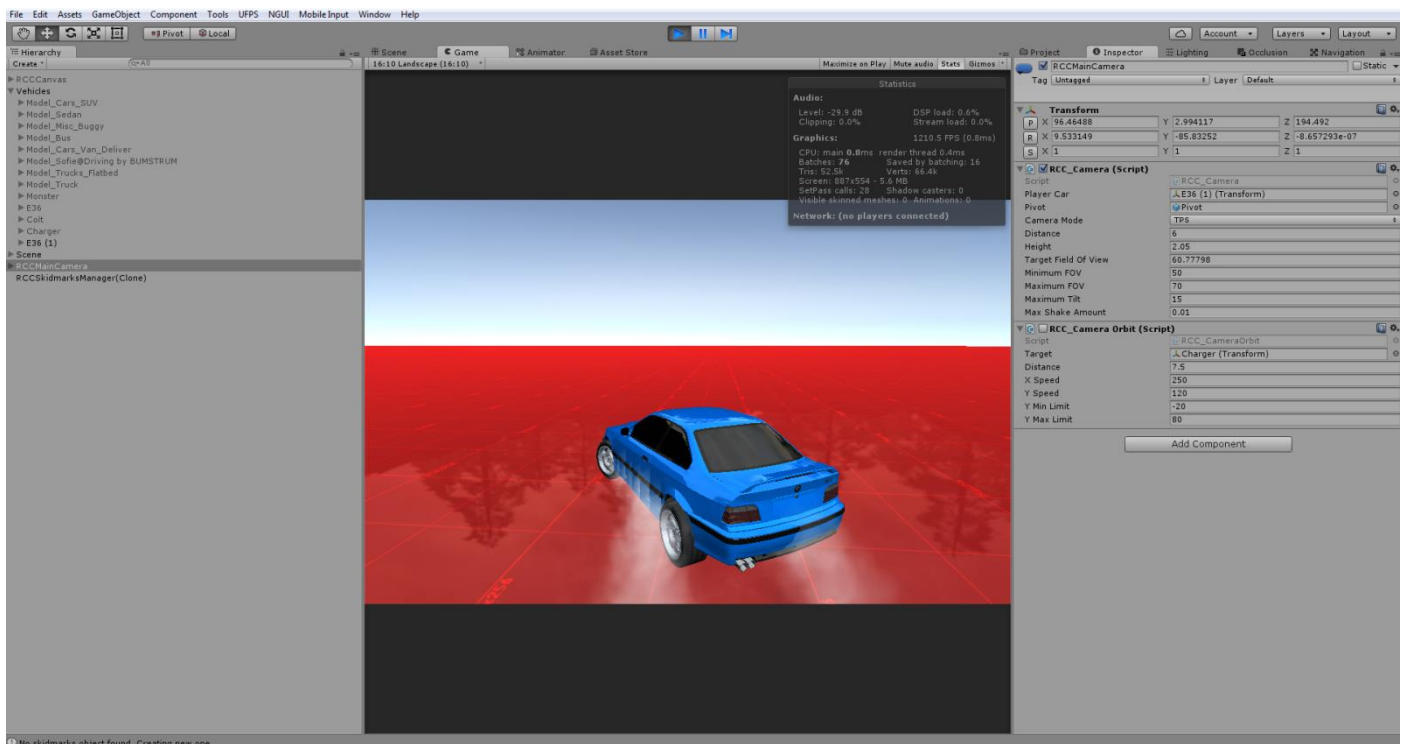 File Edit Assets GameObject Component Tools UFPS NGUI Mobile Input Window Help
Pivot Local Account Layers Layout
Hierarchy
Create All
RCCCanvas
Vehicles
Model_Cars_SUV
Model_Sedan
Model_Misc_Buggy
Model_Bus
Model_Cars_Van_Deliver
Model_Sofie@Driving by BUMSTRUM
Model_Trucks_Flatbed
Model_Truck
Monster
E36
Colt
Charger
E36 (1)
Scene
RCCMainCamera
RCCSkidmarksManager(Clone)
Scene Game Animator Asset Store
16:10 Landscape (16:10) Maximize on Play Mute audio Stats Gizmos
Statistics
Audio:
Level: -29.9 dB DSP load: 0.6%
Clipping: 0.0% Stream load: 0.0%
Graphics: 1210.5 FPS (0.8ms)
CPU: main 0.8ms render thread 0.4ms
Batches: 76 Saved by batching: 16
Tris: 52.5k Verts: 66.4k
Screen: 887x554 - 5.6 MB
SetPass calls: 28 Shadow casters: 0
Visible skinned meshes: 0 Animations: 0
Network: (no players connected)
256
Project Inspector Lighting Occlusion Navigation
RCCMainCamera Static
Tag Untagged Layer Default
Transform
P X 96.46488 Y 2.994117 Z 194.492
R X 9.533149 Y -85.83252 Z -8.657293e-07
S X 1 Y 1 Z 1
RCC_Camera (Script)
Script RCC_Camera
Player Car E36 (1) (Transform)
Pivot Pivot
Camera Mode TPS
Distance 6
Height 2.05
Target Field Of View 60.77798
Minimum FOV 50
Maximum FOV 70
Maximum Tilt 15
Max Shake Amount 0.01
RCC_Camera Orbit (Script)
Script RCC_CameraOrbit
Target Charger (Transform)
Distance 7.5
X Speed 250
Y Speed 120
Y Min Limit -20
Y Max Limit 80
Add Component
No skidmarks object found. Creating new one